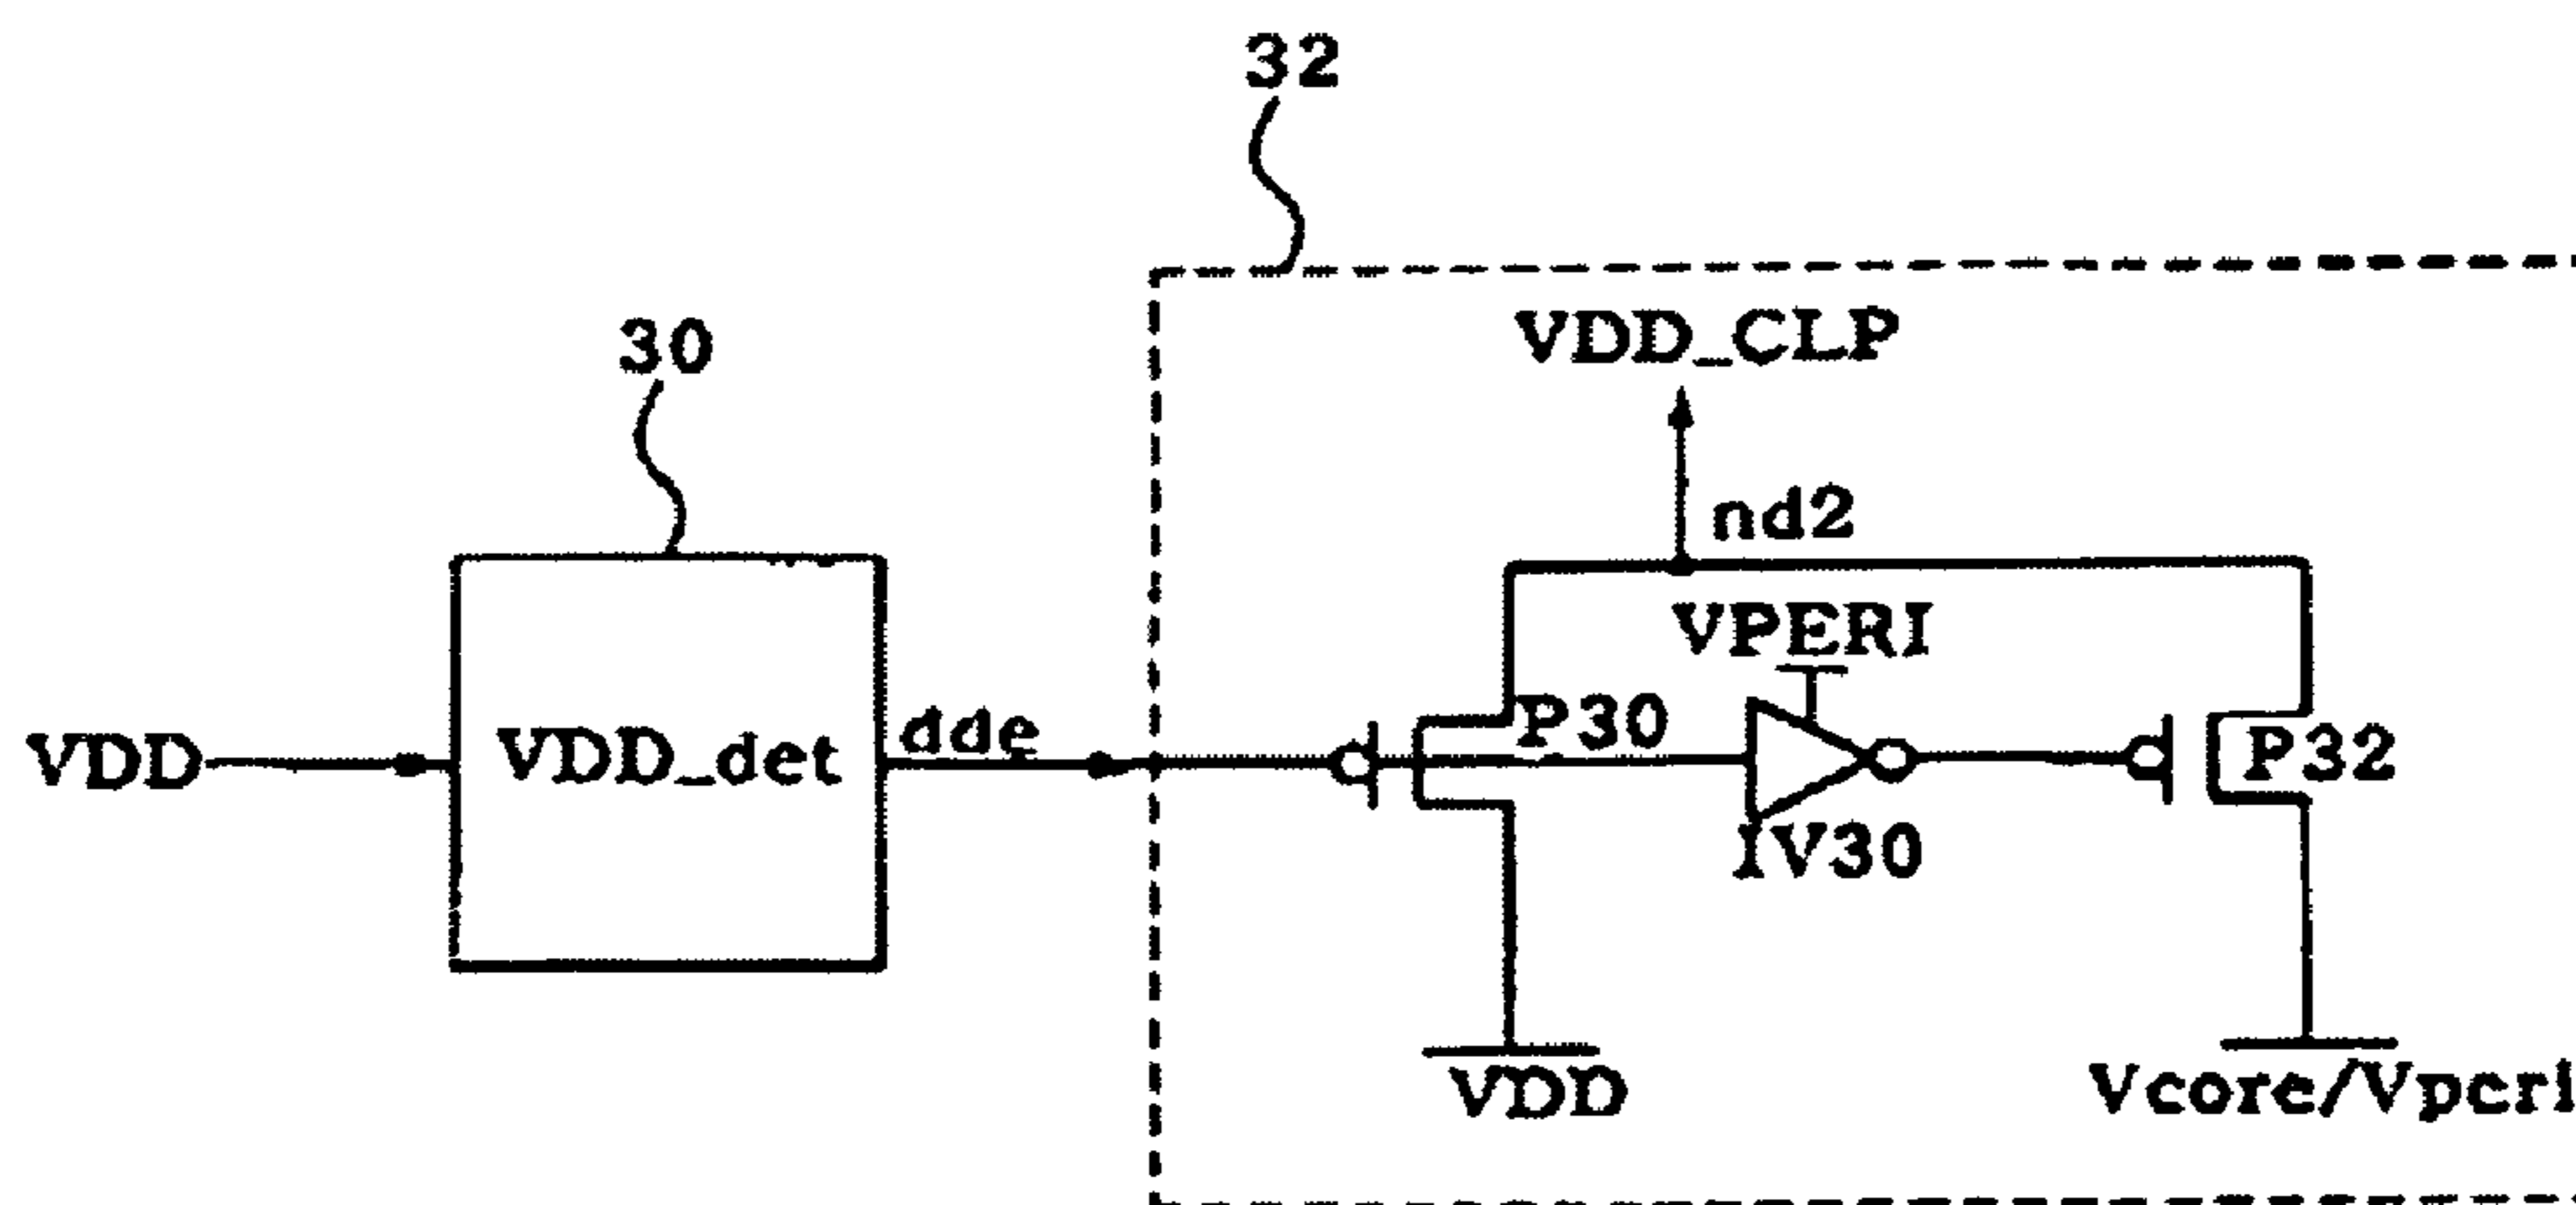 32
VDD_CLP
30
nd2
VPERI
VDD
VDD_det
dde
P30
P32
IV30
VDD
Vcore/Vperi